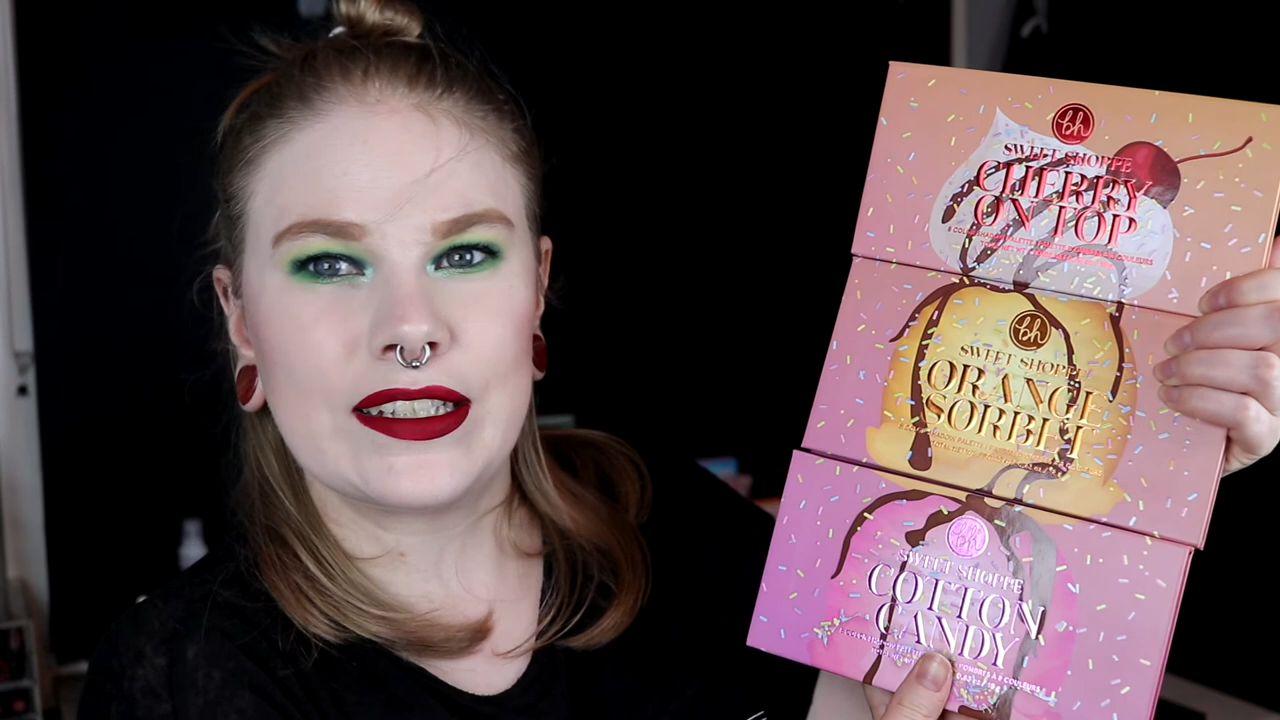 bh
SWEET SHOPPE
CHERRY
ON TOP
bh
SWEET SHOPPE
ORANGE
SORBET
bh
SWEET SHOPPE
COTTON
CANDY